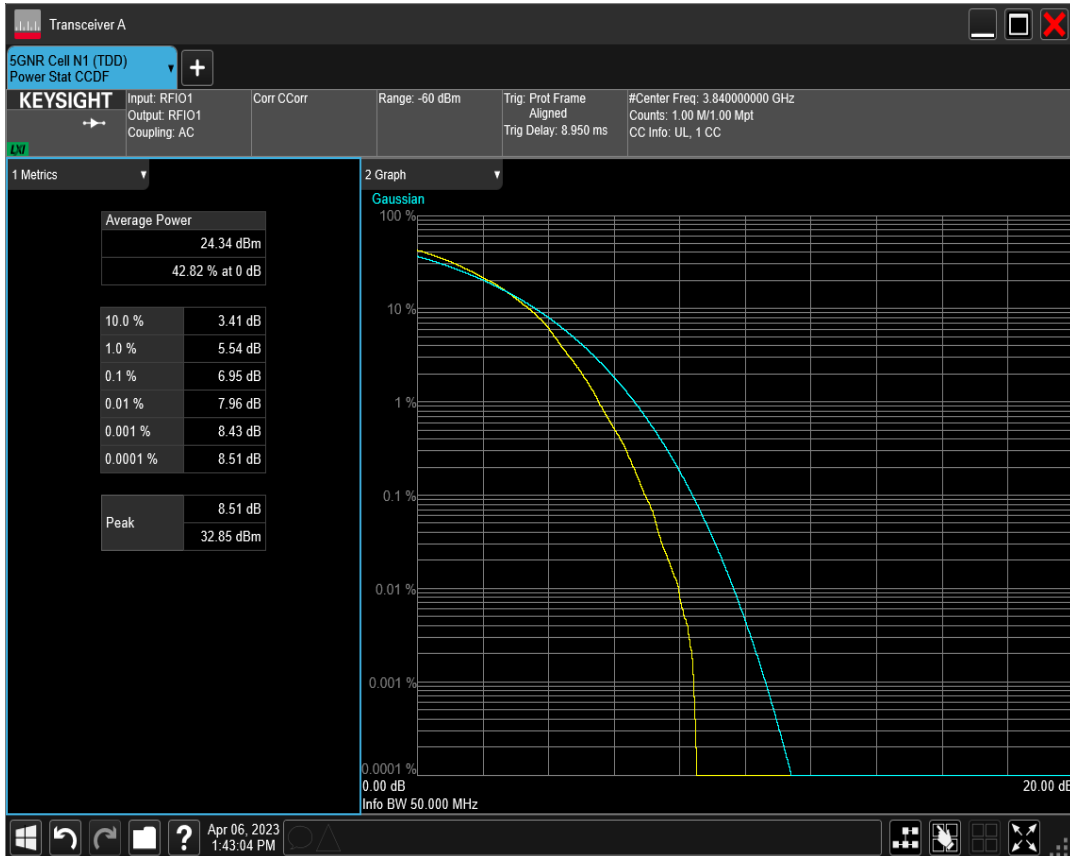 Transceiver A
5GNR Cell N1 (TDD)
Power Stat CCDF
+
KEYSIGHT
LXI
Input: RFIO1
Output: RFIO1
Coupling: AC
Corr CCorr
Range: -60 dBm
Trig: Prot Frame
Aligned
Trig Delay: 8.950 ms
#Center Freq: 3.840000000 GHz
Counts: 1.00 M/1.00 Mpt
CC Info: UL, 1 CC
1 Metrics
Average Power
24.34 dBm
42.82 % at 0 dB
10.0 % 3.41 dB
1.0 % 5.54 dB
0.1 % 6.95 dB
0.01 % 7.96 dB
0.001 % 8.43 dB
0.0001 % 8.51 dB
Peak
8.51 dB
32.85 dBm
2 Graph
Gaussian
100 %
10 %
1 %
0.1 %
0.01 %
0.001 %
0.0001 %
0.00 dB 20.00 dB
Info BW 50.000 MHz
?
Apr 06, 2023
1:43:04 PM